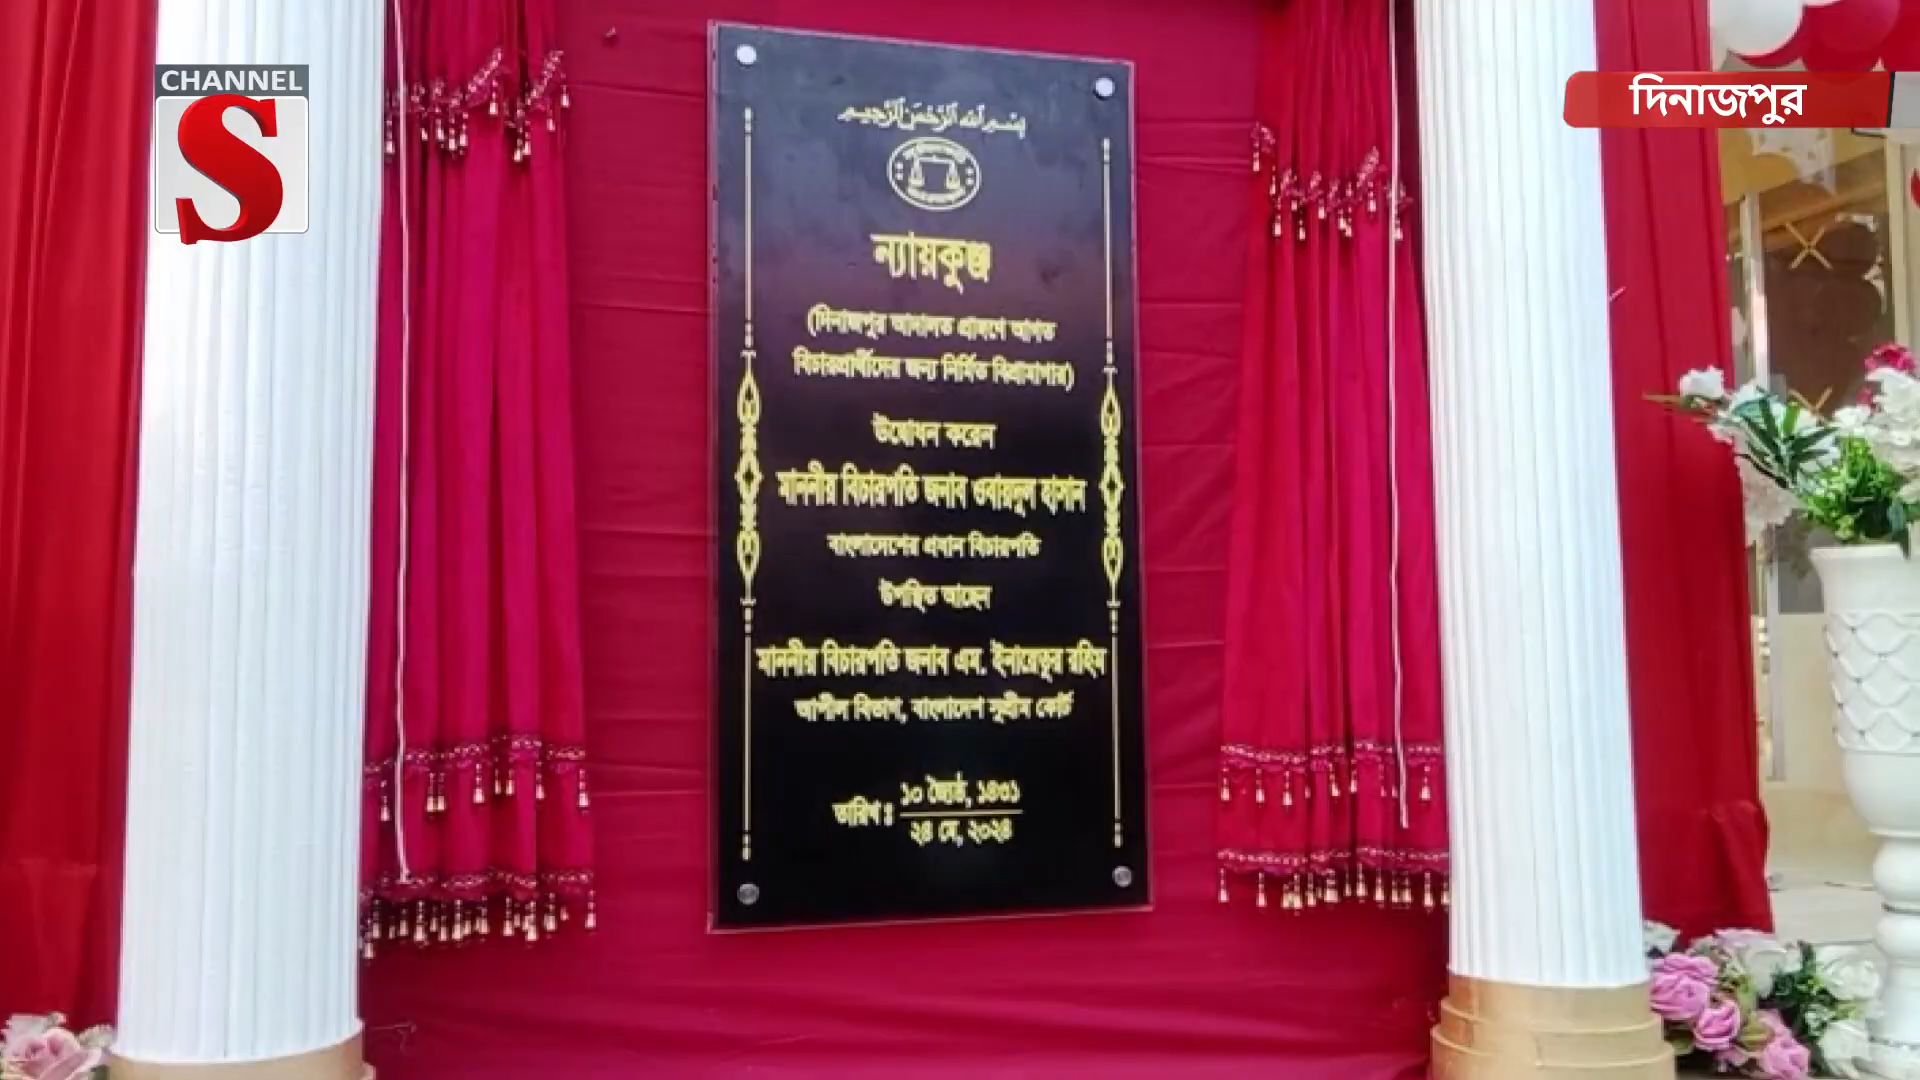 CHANNEL
S
দিনাজপুর
بسم الله الرحمن الرحيم
ন্যায়কুঞ্জ
(দিনাজপুর আদালত প্রাঙ্গণে আগত
বিচারপ্রার্থীদের জন্য নির্মিত বিশ্রামাগার)
উদ্বোধন করেন
মাননীয় বিচারপতি জনাব ওবায়দুল হাসান
বাংলাদেশের প্রধান বিচারপতি
উপস্থিত আছেন
মাননীয় বিচারপতি জনাব এম. ইনায়েতুর রহিম
আপীল বিভাগ, বাংলাদেশ সুপ্রীম কোর্ট
তারিখ : ১০ জ্যৈষ্ঠ, ১৪৩১
২৪ মে, ২০২৪